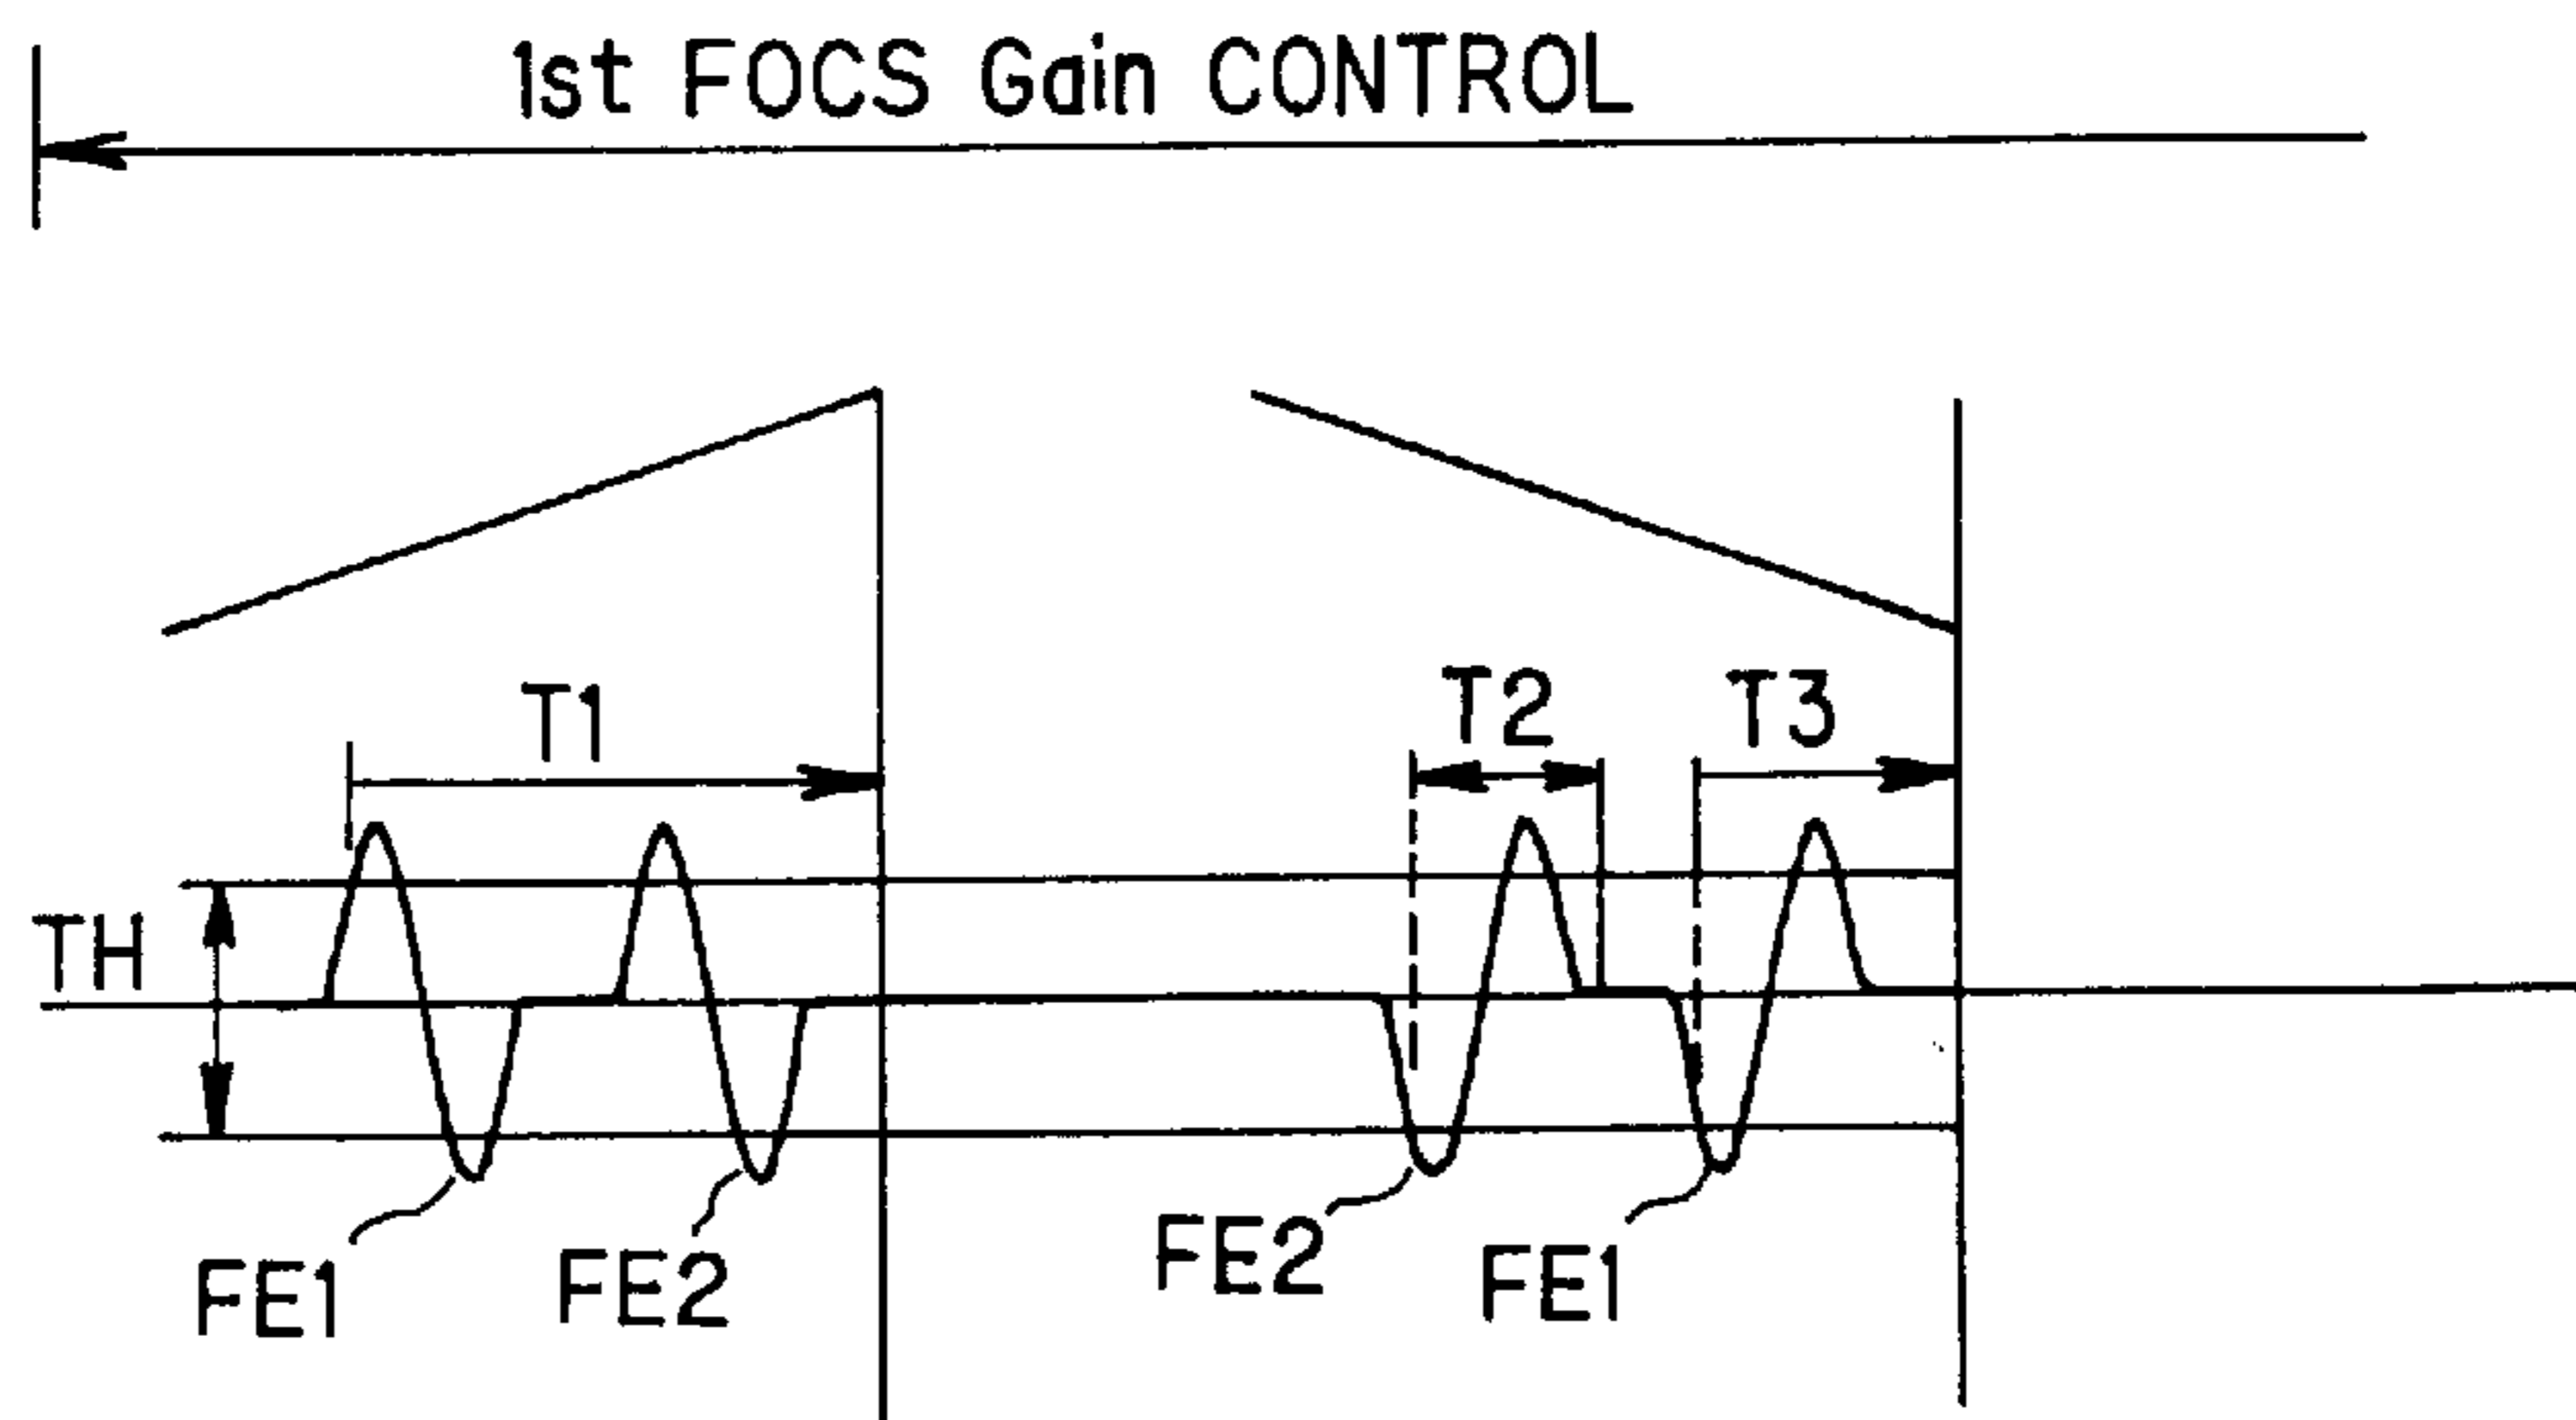 1st FOCS Gain CONTROL
T1
T2
T3
TH
FE1
FE2
FE2
FE1